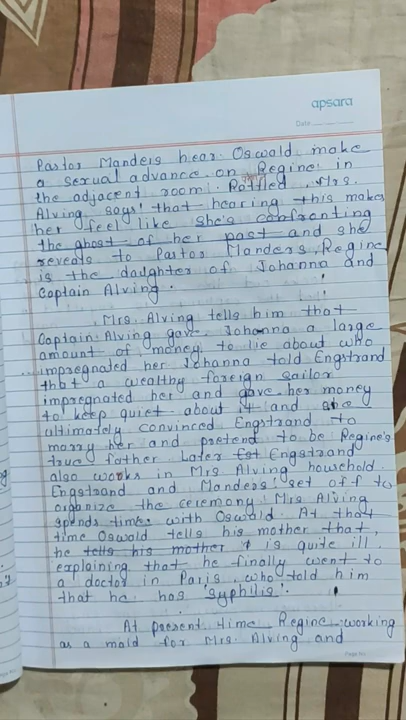 apsara
Date
Pastor Manders hear Oswald make
a sexual advance on Regine in
the adjacent room. Rattled, Mrs.
Alving says that hearing this makes
her feel like she's confronting
the ghost of her past and she
reveals to Pastor Manders, Regine
is the daughter of Johanna and
Captain Alving.
Mrs. Alving tells him that
Captain Alving gave Johanna a large
amount of money to lie about who
impregnated her Johanna told Engstrand
that a wealthy foreign sailor
impregnated her and gave her money
to keep quiet about it and she
ultimately convinced Engstrand to
marry her and pretend to be Regine's
true father. Later Engstrand
also works in Mrs Alving household.
Engstrand and Manders set off to
organize the ceremony. Mrs Alving
spends time with Oswald. At that
time Oswald tells his mother that,
he tells his mother is quite ill
explaining that he finally went to
a doctor in Paris, who told him
that he has 'syphilis'.
At present time, Regine working
as a maid for Mrs. Alving and
Page No